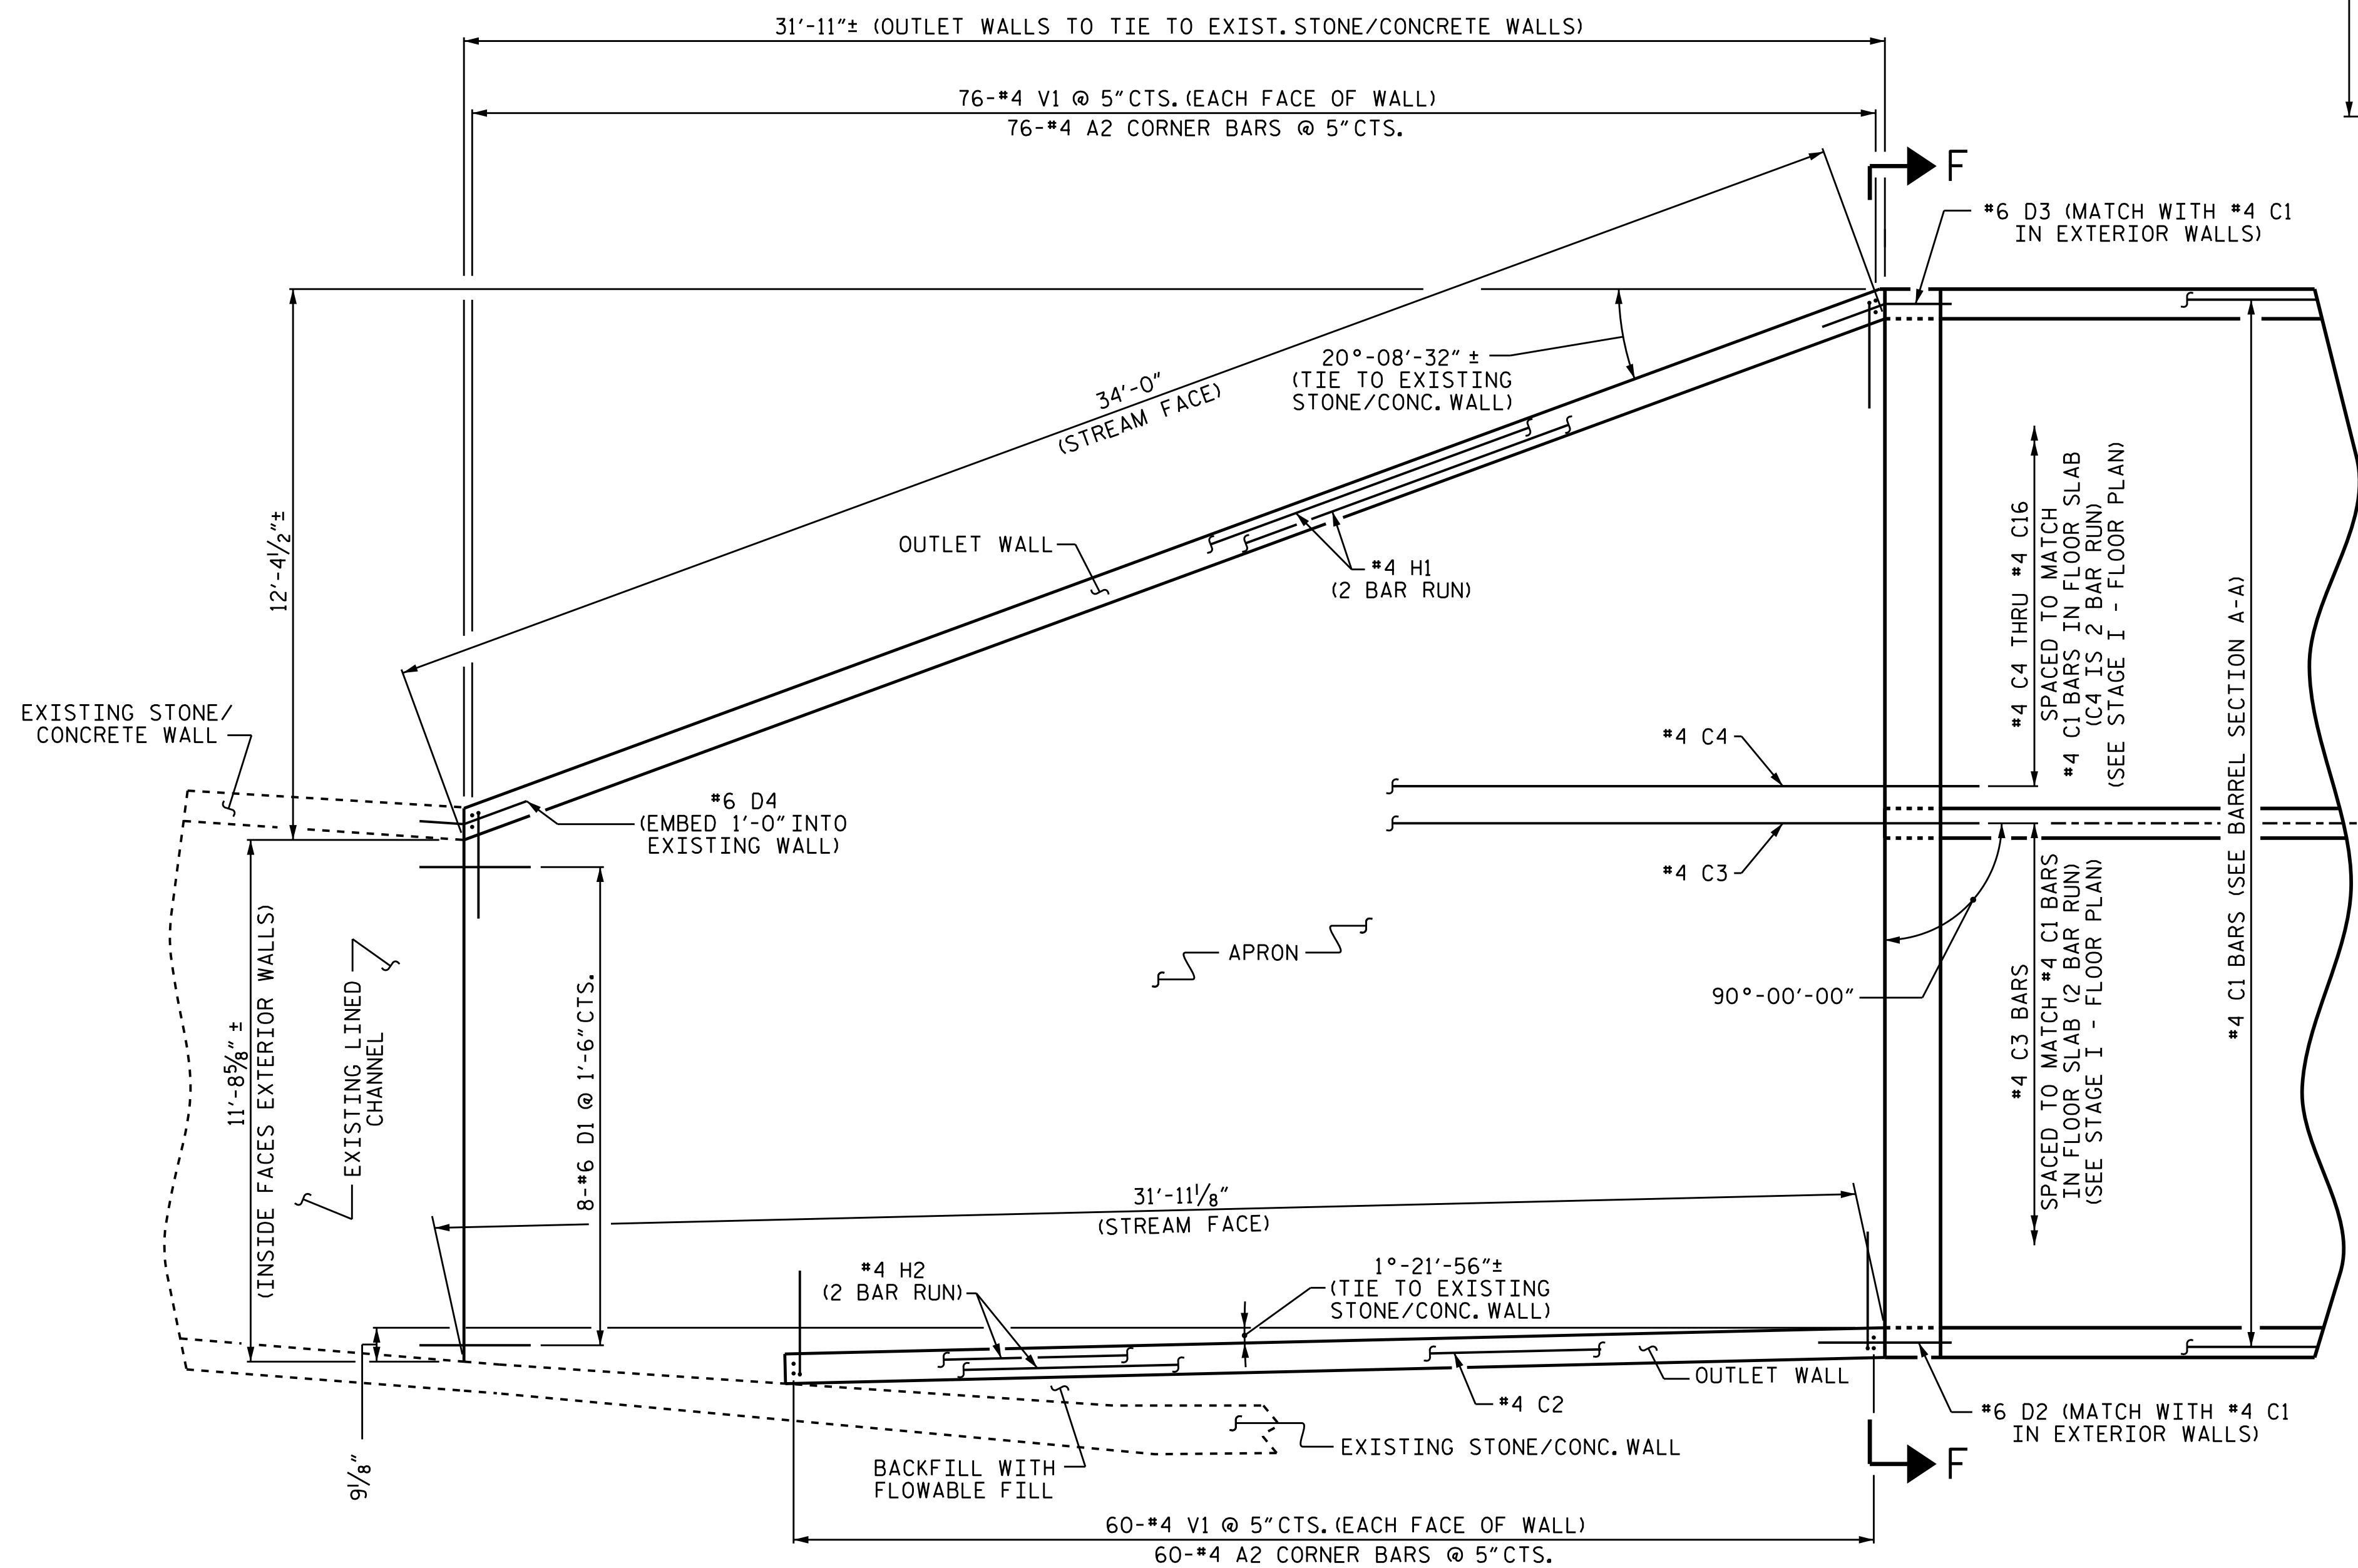 31'-11"± (OUTLET WALLS TO TIE TO EXIST. STONE/CONCRETE WALLS)
76-#4 V1 @ 5" CTS. (EACH FACE OF WALL)
76-#4 A2 CORNER BARS @ 5" CTS.
F
#6 D3 (MATCH WITH #4 C1
IN EXTERIOR WALLS)
20°-08'-32" ±
(TIE TO EXISTING
STONE/CONC. WALL)
34'-0"
(STREAM FACE)
12'-4½"±
OUTLET WALL
#4 H1
(2 BAR RUN)
#4 C4 THRU #4 C16
SPACED TO MATCH
#4 C1 BARS IN FLOOR SLAB
(C4 IS 2 BAR RUN)
(SEE STAGE I - FLOOR PLAN)
#4 C1 BARS (SEE BARREL SECTION A-A)
EXISTING STONE/
CONCRETE WALL
#4 C4
#6 D4
(EMBED 1'-0" INTO
EXISTING WALL)
#4 C3
APRON
90°-00'-00"
#4 C3 BARS
SPACED TO MATCH #4 C1 BARS
IN FLOOR SLAB (2 BAR RUN)
(SEE STAGE I - FLOOR PLAN)
11'-8⅝" ±
(INSIDE FACES EXTERIOR WALLS)
EXISTING LINED
CHANNEL
8-#6 D1 @ 1'-6" CTS.
31'-11⅛"
(STREAM FACE)
#4 H2
(2 BAR RUN)
1°-21'-56"±
(TIE TO EXISTING
STONE/CONC. WALL)
OUTLET WALL
#4 C2
#6 D2 (MATCH WITH #4 C1
IN EXTERIOR WALLS)
EXISTING STONE/CONC. WALL
F
9⅛"
BACKFILL WITH
FLOWABLE FILL
60-#4 V1 @ 5" CTS. (EACH FACE OF WALL)
60-#4 A2 CORNER BARS @ 5" CTS.